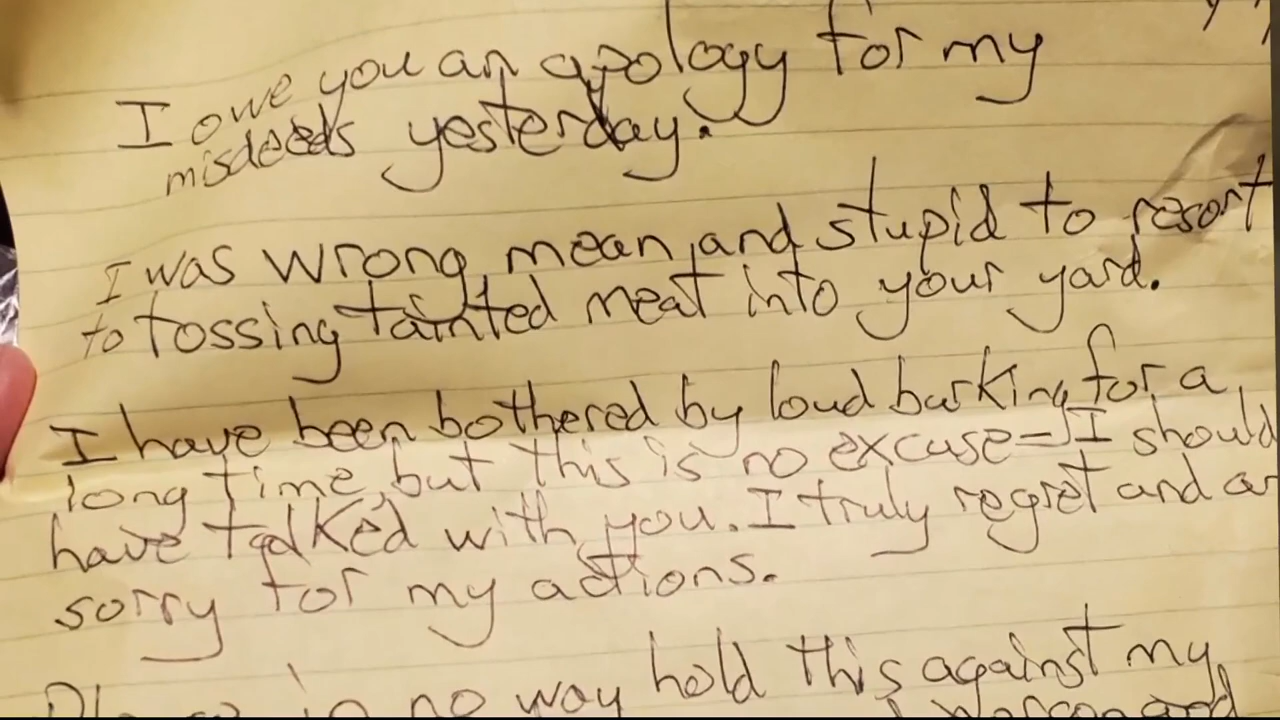 I owe you an apology for my
misdeeds yesterday.
I was wrong, mean, and stupid to resort
to tossing tainted meat into your yard.
I have been bothered by loud barking for a
long time, but this is no excuse - I should
have talked with you. I truly regret and
sorry for my actions.
in no way hold this against my